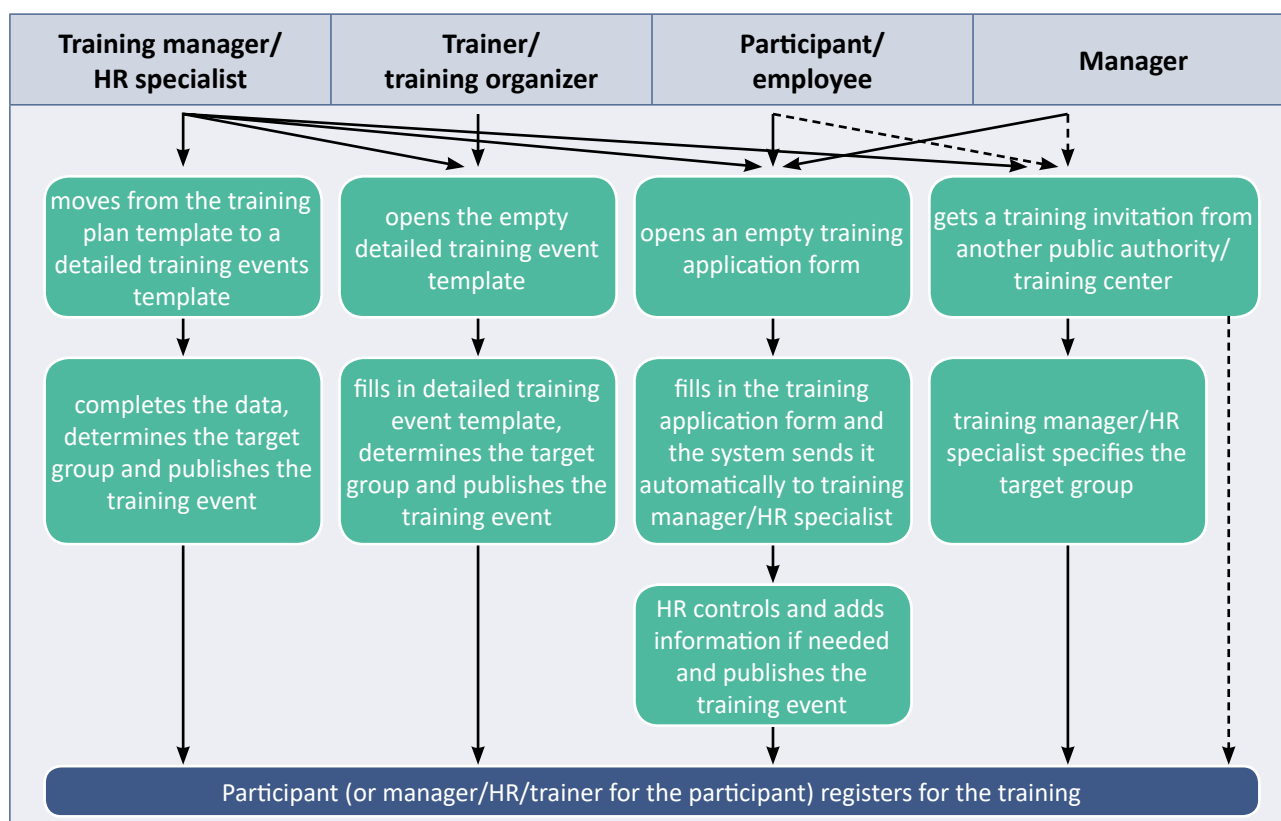 Training manager/
HR specialist
Trainer/
training organizer
Participant/
employee
Manager
moves from the training
plan template to a
detailed training events
template
opens the empty
detailed training event
template
opens an empty training
application form
gets a training invitation from
another public authority/
training center
completes the data,
determines the target
group and publishes the
training event
fills in detailed training
event template,
determines the target
group and publishes the
training event
fills in the training
application form and
the system sends it
automatically to training
manager/HR specialist
training manager/HR
specialist specifies the
target group
HR controls and adds
information if needed
and publishes the
training event
Participant (or manager/HR/trainer for the participant) registers for the training